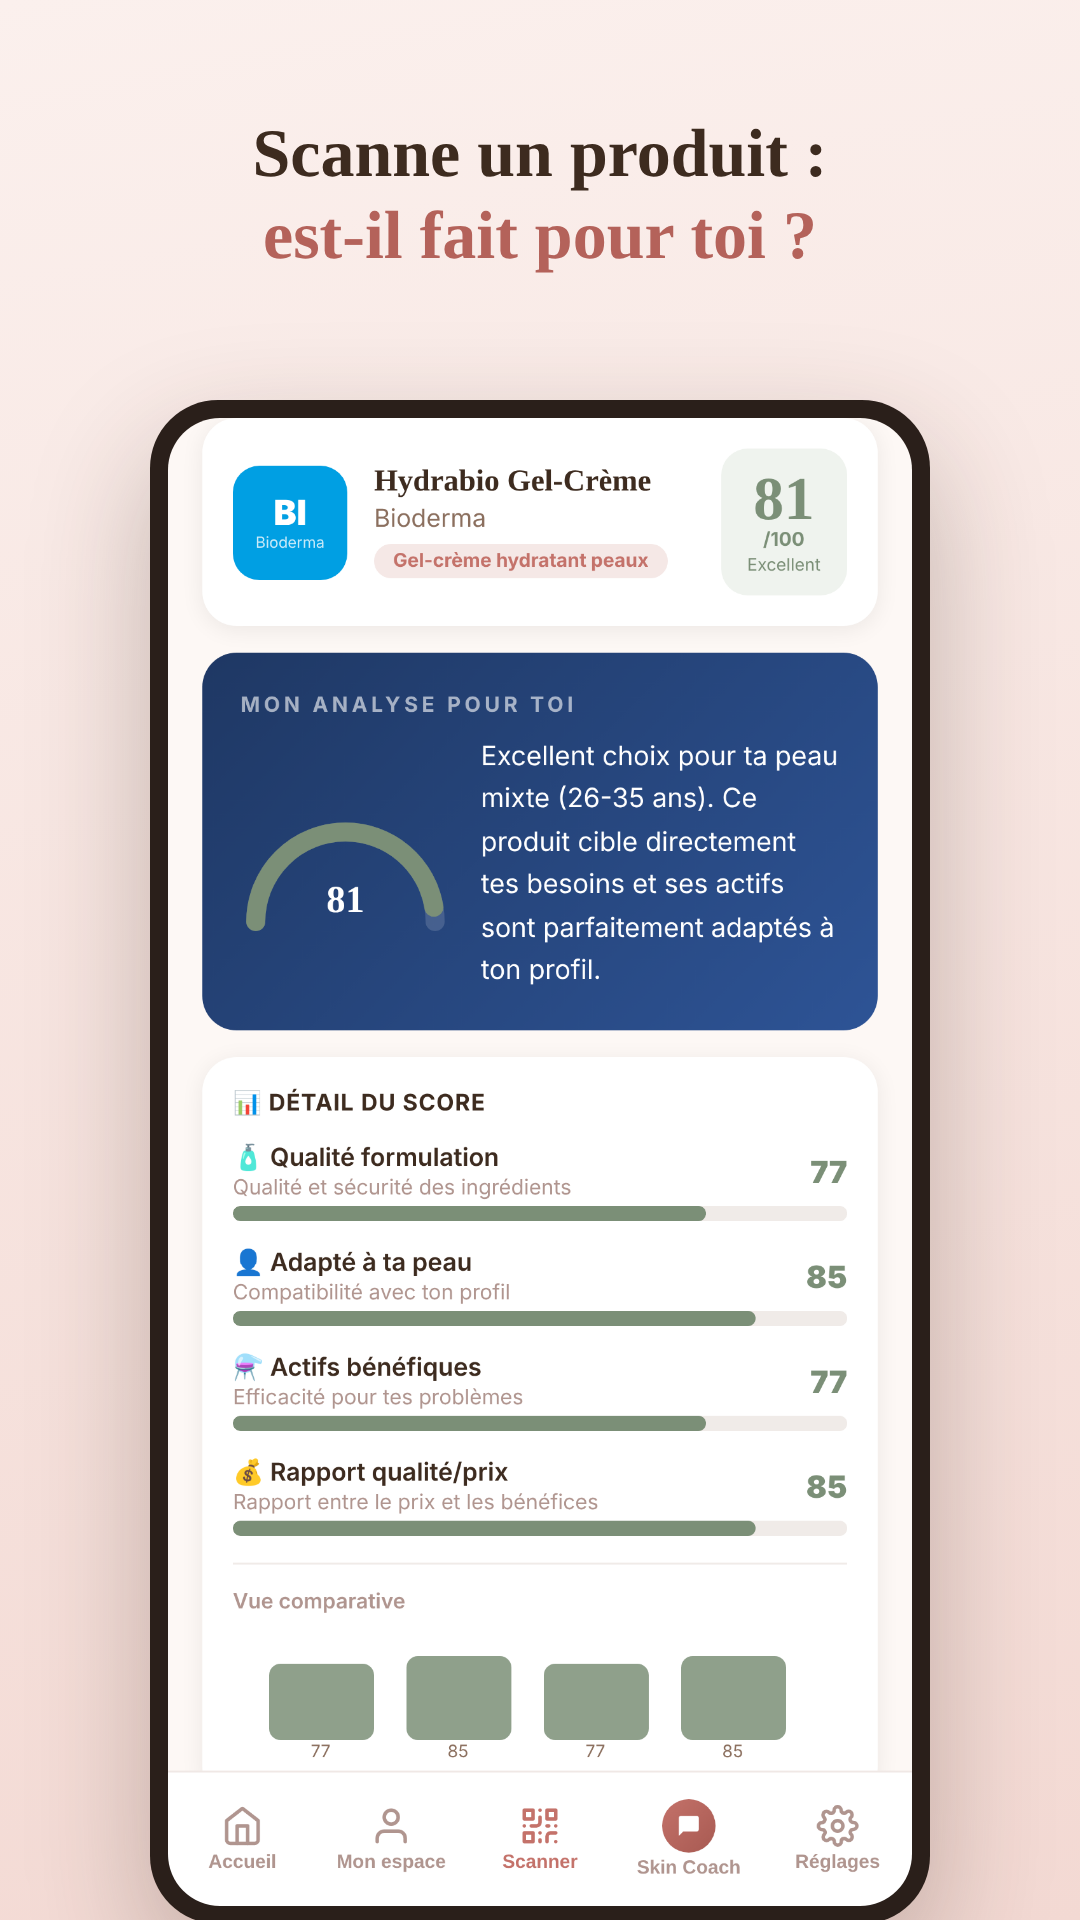 Scanne un produit :
est-il fait pour toi ?
BI
Bioderma
Hydrabio Gel-Crème
Bioderma
Gel-crème hydratant peaux
81
/100
Excellent
MON ANALYSE POUR TOI
81
Excellent choix pour ta peau
mixte (26-35 ans). Ce
produit cible directement
tes besoins et ses actifs
sont parfaitement adaptés à
ton profil.
📊 DÉTAIL DU SCORE
🧴 Qualité formulation
Qualité et sécurité des ingrédients
77
👤 Adapté à ta peau
Compatibilité avec ton profil
85
⚗️ Actifs bénéfiques
Efficacité pour tes problèmes
77
💰 Rapport qualité/prix
Rapport entre le prix et les bénéfices
85
Vue comparative
77 85 77 85
Accueil Mon espace Scanner Skin Coach Réglages